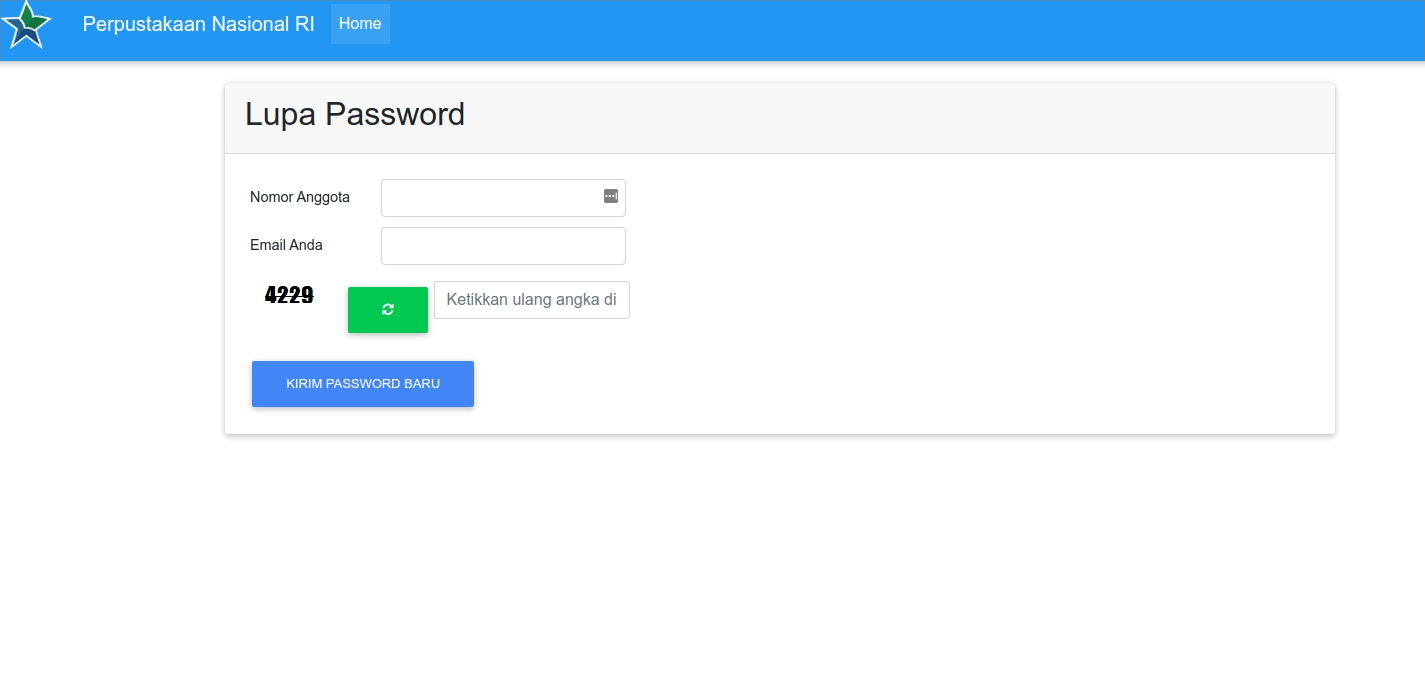 Perpustakaan Nasional RI Home
Lupa Password
Nomor Anggota
Email Anda
4229 Ketikkan ulang angka di
KIRIM PASSWORD BARU